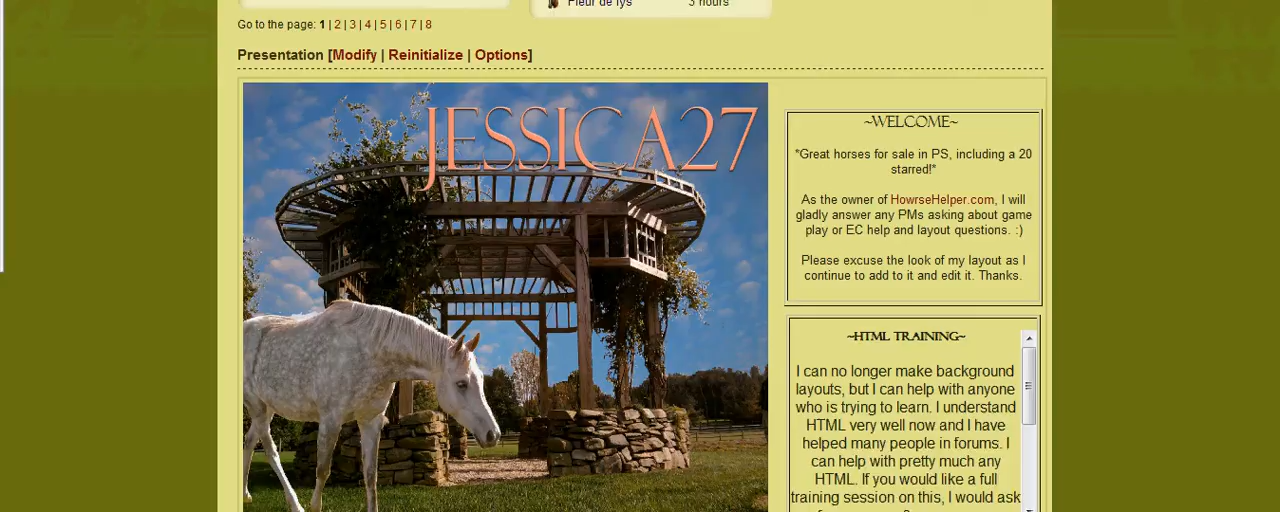 Fleur de lys 3 hours
Go to the page: 1 | 2 | 3 | 4 | 5 | 6 | 7 | 8
Presentation [Modify | Reinitialize | Options]
JESSICA27
~WELCOME~
*Great horses for sale in PS, including a 20
starred!*
As the owner of HowrseHelper.com, I will
gladly answer any PMs asking about game
play or EC help and layout questions. :)
Please excuse the look of my layout as I
continue to add to it and edit it. Thanks.
~HTML TRAINING~
I can no longer make background
layouts, but I can help with anyone
who is trying to learn. I understand
HTML very well now and I have
helped many people in forums. I
can help with pretty much any
HTML. If you would like a full
training session on this, I would ask